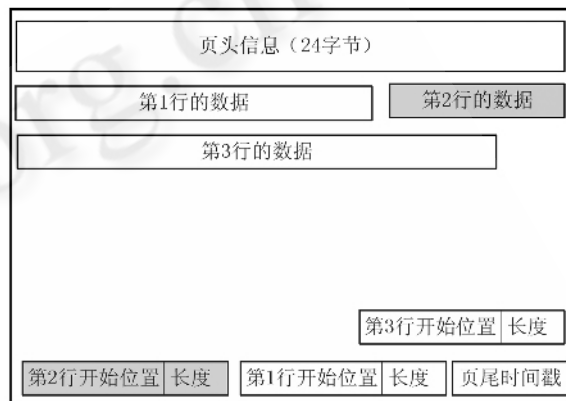 页头信息（24字节）
第1行的数据 第2行的数据
第3行的数据
第3行开始位置 长度
第2行开始位置 长度 第1行开始位置 长度 页尾时间戳